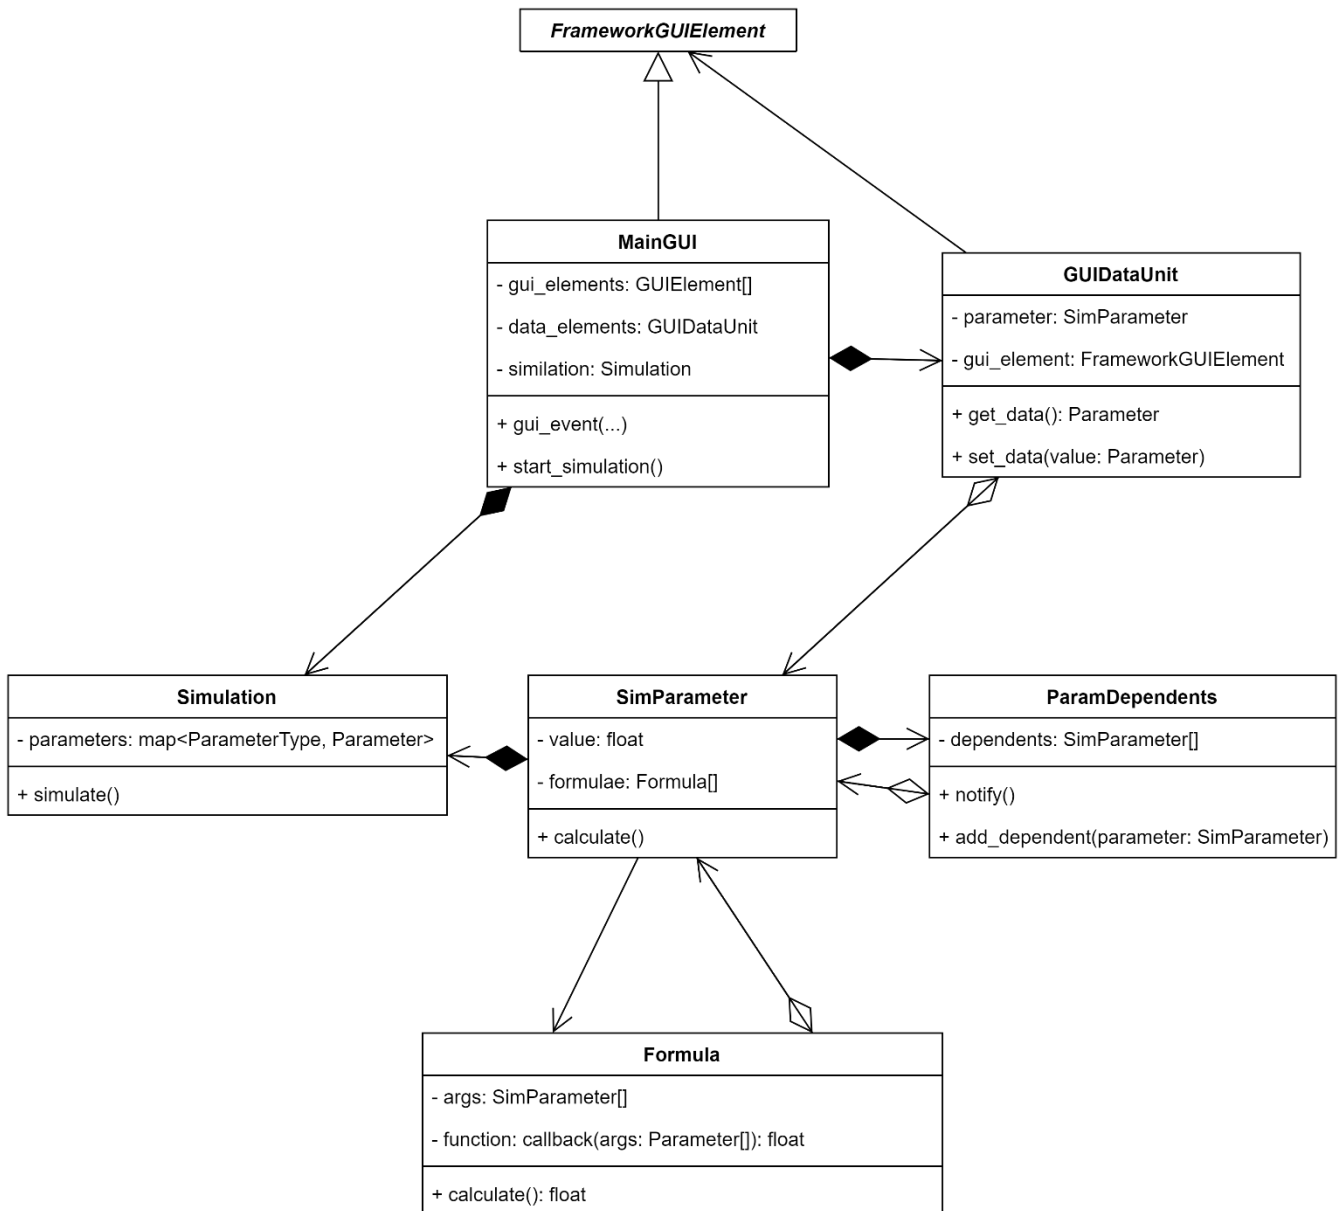 FrameworkGUIElement
MainGUI
- gui_elements: GUIElement[]
- data_elements: GUIDataUnit
- similation: Simulation
+ gui_event(...)
+ start_simulation()
GUIDataUnit
- parameter: SimParameter
- gui_element: FrameworkGUIElement
+ get_data(): Parameter
+ set_data(value: Parameter)
Simulation
- parameters: map<ParameterType, Parameter>
+ simulate()
SimParameter
- value: float
- formulae: Formula[]
+ calculate()
ParamDependents
- dependents: SimParameter[]
+ notify()
+ add_dependent(parameter: SimParameter)
Formula
- args: SimParameter[]
- function: callback(args: Parameter[]): float
+ calculate(): float